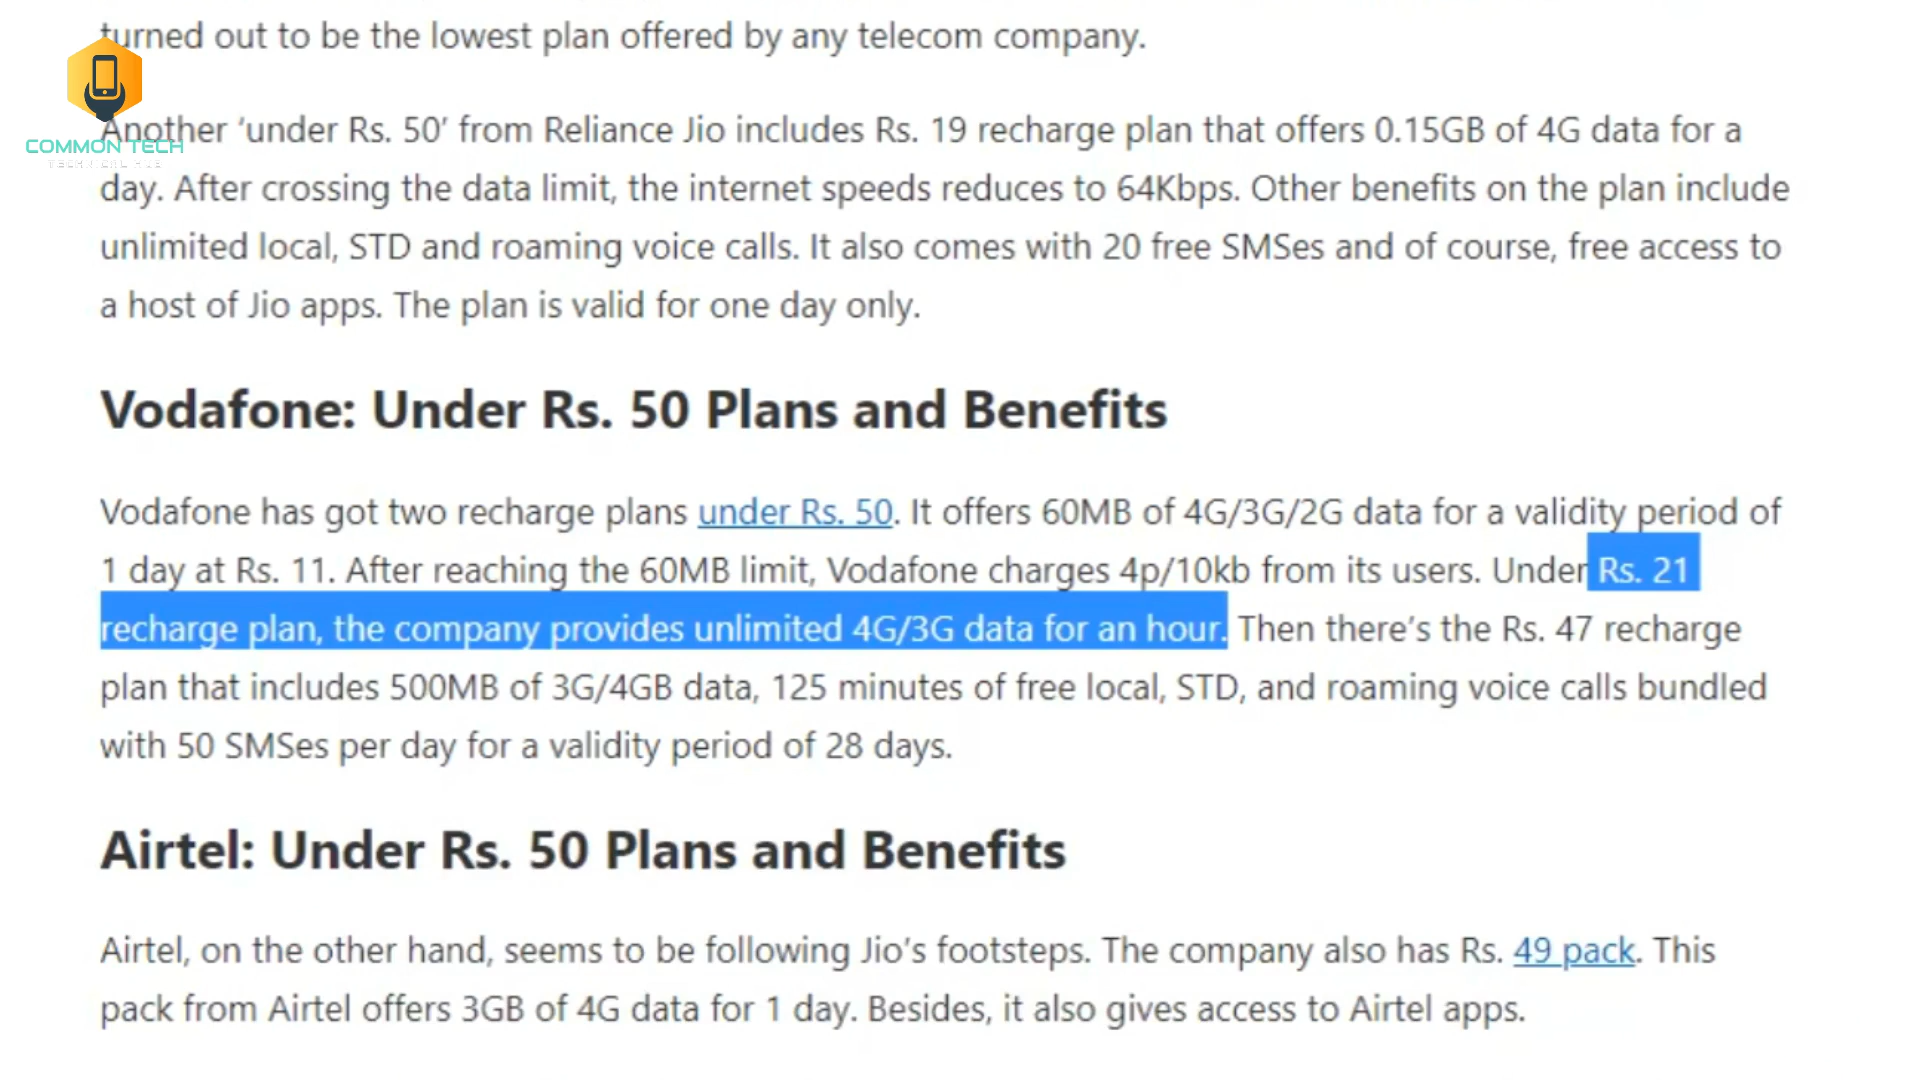 turned out to be the lowest plan offered by any telecom company.
COMMON TECH
Another ‘under Rs. 50’ from Reliance Jio includes Rs. 19 recharge plan that offers 0.15GB of 4G data for a
day. After crossing the data limit, the internet speeds reduces to 64Kbps. Other benefits on the plan include
unlimited local, STD and roaming voice calls. It also comes with 20 free SMSes and of course, free access to
a host of Jio apps. The plan is valid for one day only.
Vodafone: Under Rs. 50 Plans and Benefits
Vodafone has got two recharge plans under Rs. 50. It offers 60MB of 4G/3G/2G data for a validity period of
1 day at Rs. 11. After reaching the 60MB limit, Vodafone charges 4p/10kb from its users. Under Rs. 21
recharge plan, the company provides unlimited 4G/3G data for an hour. Then there’s the Rs. 47 recharge
plan that includes 500MB of 3G/4GB data, 125 minutes of free local, STD, and roaming voice calls bundled
with 50 SMSes per day for a validity period of 28 days.
Airtel: Under Rs. 50 Plans and Benefits
Airtel, on the other hand, seems to be following Jio’s footsteps. The company also has Rs. 49 pack. This
pack from Airtel offers 3GB of 4G data for 1 day. Besides, it also gives access to Airtel apps.